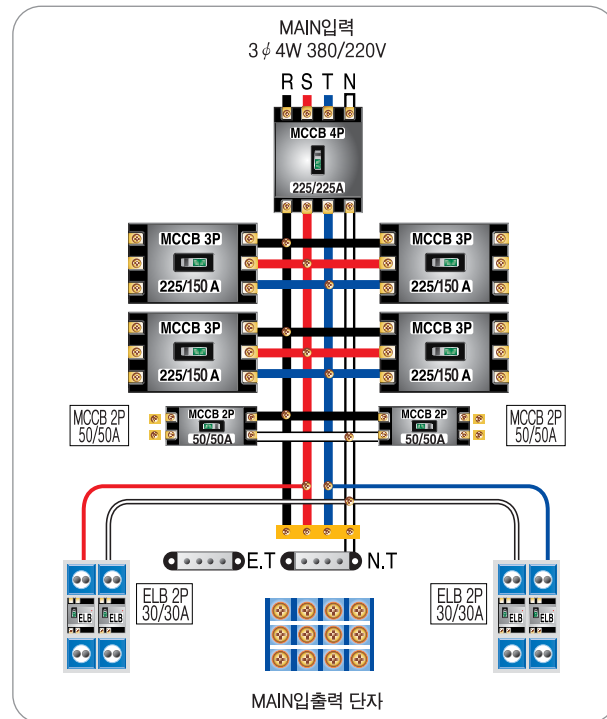 MAIN입력
3 ϕ 4W 380/220V
R S T N
MCCB 4P
225/225A
MCCB 3P
225/150 A
MCCB 3P
225/150 A
MCCB 3P
225/150 A
MCCB 3P
225/150 A
MCCB 2P
50/50A
MCCB 2P
50/50A
MCCB 2P
50/50A
MCCB 2P
50/50A
E.T
N.T
ELB 2P
30/30A
ELB
ELB
ELB 2P
30/30A
ELB
ELB
MAIN입출력 단자